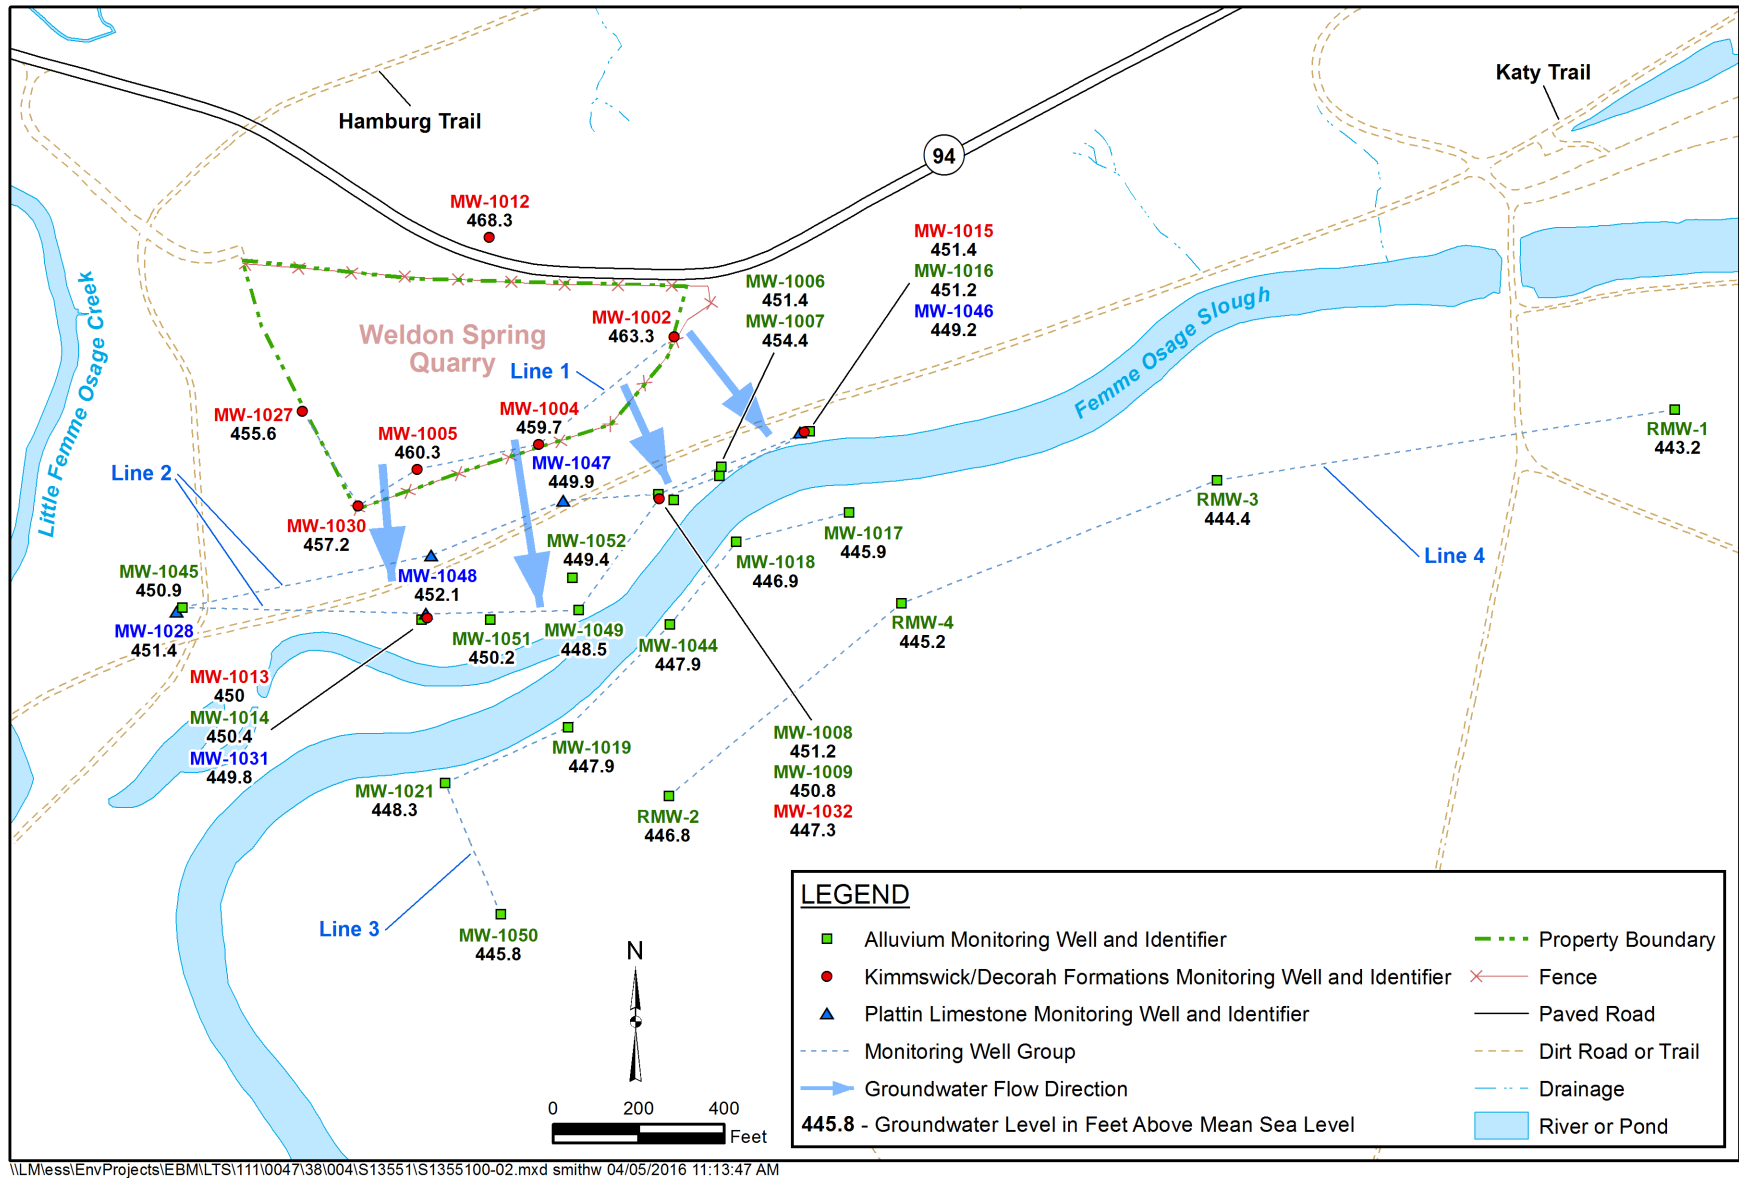 Hamburg Trail
Katy Trail
94
MW-1012
468.3
MW-1015
451.4
MW-1016
451.2
MW-1046
449.2
MW-1006
451.4
MW-1007
454.4
MW-1002
463.3
Weldon Spring
Quarry
Line 1
Little Femme Osage Creek
Femme Osage Slough
MW-1027
455.6
MW-1004
459.7
MW-1005
460.3
MW-1047
449.9
RMW-1
443.2
Line 2
MW-1030
457.2
RMW-3
444.4
MW-1052
449.4
MW-1017
445.9
MW-1018
446.9
Line 4
MW-1045
450.9
MW-1048
452.1
MW-1028
451.4
MW-1051
450.2
MW-1049
448.5
MW-1044
447.9
RMW-4
445.2
MW-1013
450
MW-1014
450.4
MW-1031
449.8
MW-1008
451.2
MW-1009
450.8
MW-1032
447.3
MW-1019
447.9
MW-1021
448.3
RMW-2
446.8
Line 3
MW-1050
445.8
N
0 200 400
Feet
LEGEND
Alluvium Monitoring Well and Identifier
Kimmswick/Decorah Formations Monitoring Well and Identifier
Plattin Limestone Monitoring Well and Identifier
Monitoring Well Group
Groundwater Flow Direction
445.8 - Groundwater Level in Feet Above Mean Sea Level
Property Boundary
Fence
Paved Road
Dirt Road or Trail
Drainage
River or Pond
\\LM\ess\EnvProjects\EBM\LTS\111\0047\38\004\S13551\S1355100-02.mxd smithw 04/05/2016 11:13:47 AM